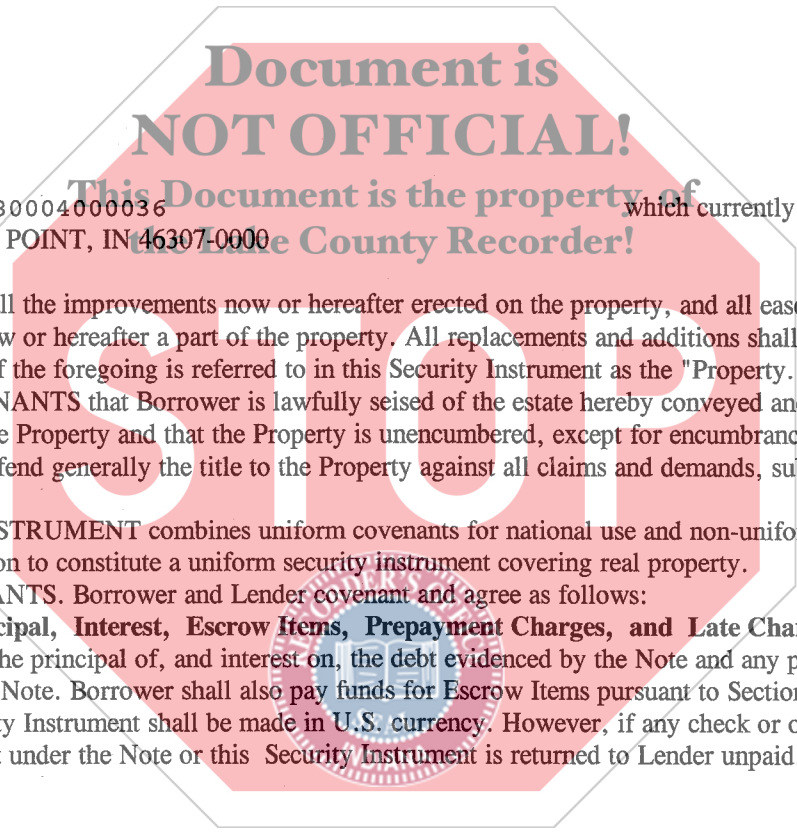 Document is
NOT OFFICIAL!
This Document is the property of
the Lake County Recorder!
STOP
30004000036 which currently
POINT, IN 46307-0000
ll the improvements now or hereafter erected on the property, and all ease
w or hereafter a part of the property. All replacements and additions shall
f the foregoing is referred to in this Security Instrument as the "Property.
NANTS that Borrower is lawfully seised of the estate hereby conveyed an
e Property and that the Property is unencumbered, except for encumbranc
fend generally the title to the Property against all claims and demands, su
STRUMENT combines uniform covenants for national use and non-unifo
on to constitute a uniform security instrument covering real property.
ANTS. Borrower and Lender covenant and agree as follows:
cipal, Interest, Escrow Items, Prepayment Charges, and Late Char
he principal of, and interest on, the debt evidenced by the Note and any p
Note. Borrower shall also pay funds for Escrow Items pursuant to Section
ty Instrument shall be made in U.S. currency. However, if any check or o
t under the Note or this Security Instrument is returned to Lender unpaid
SEAL